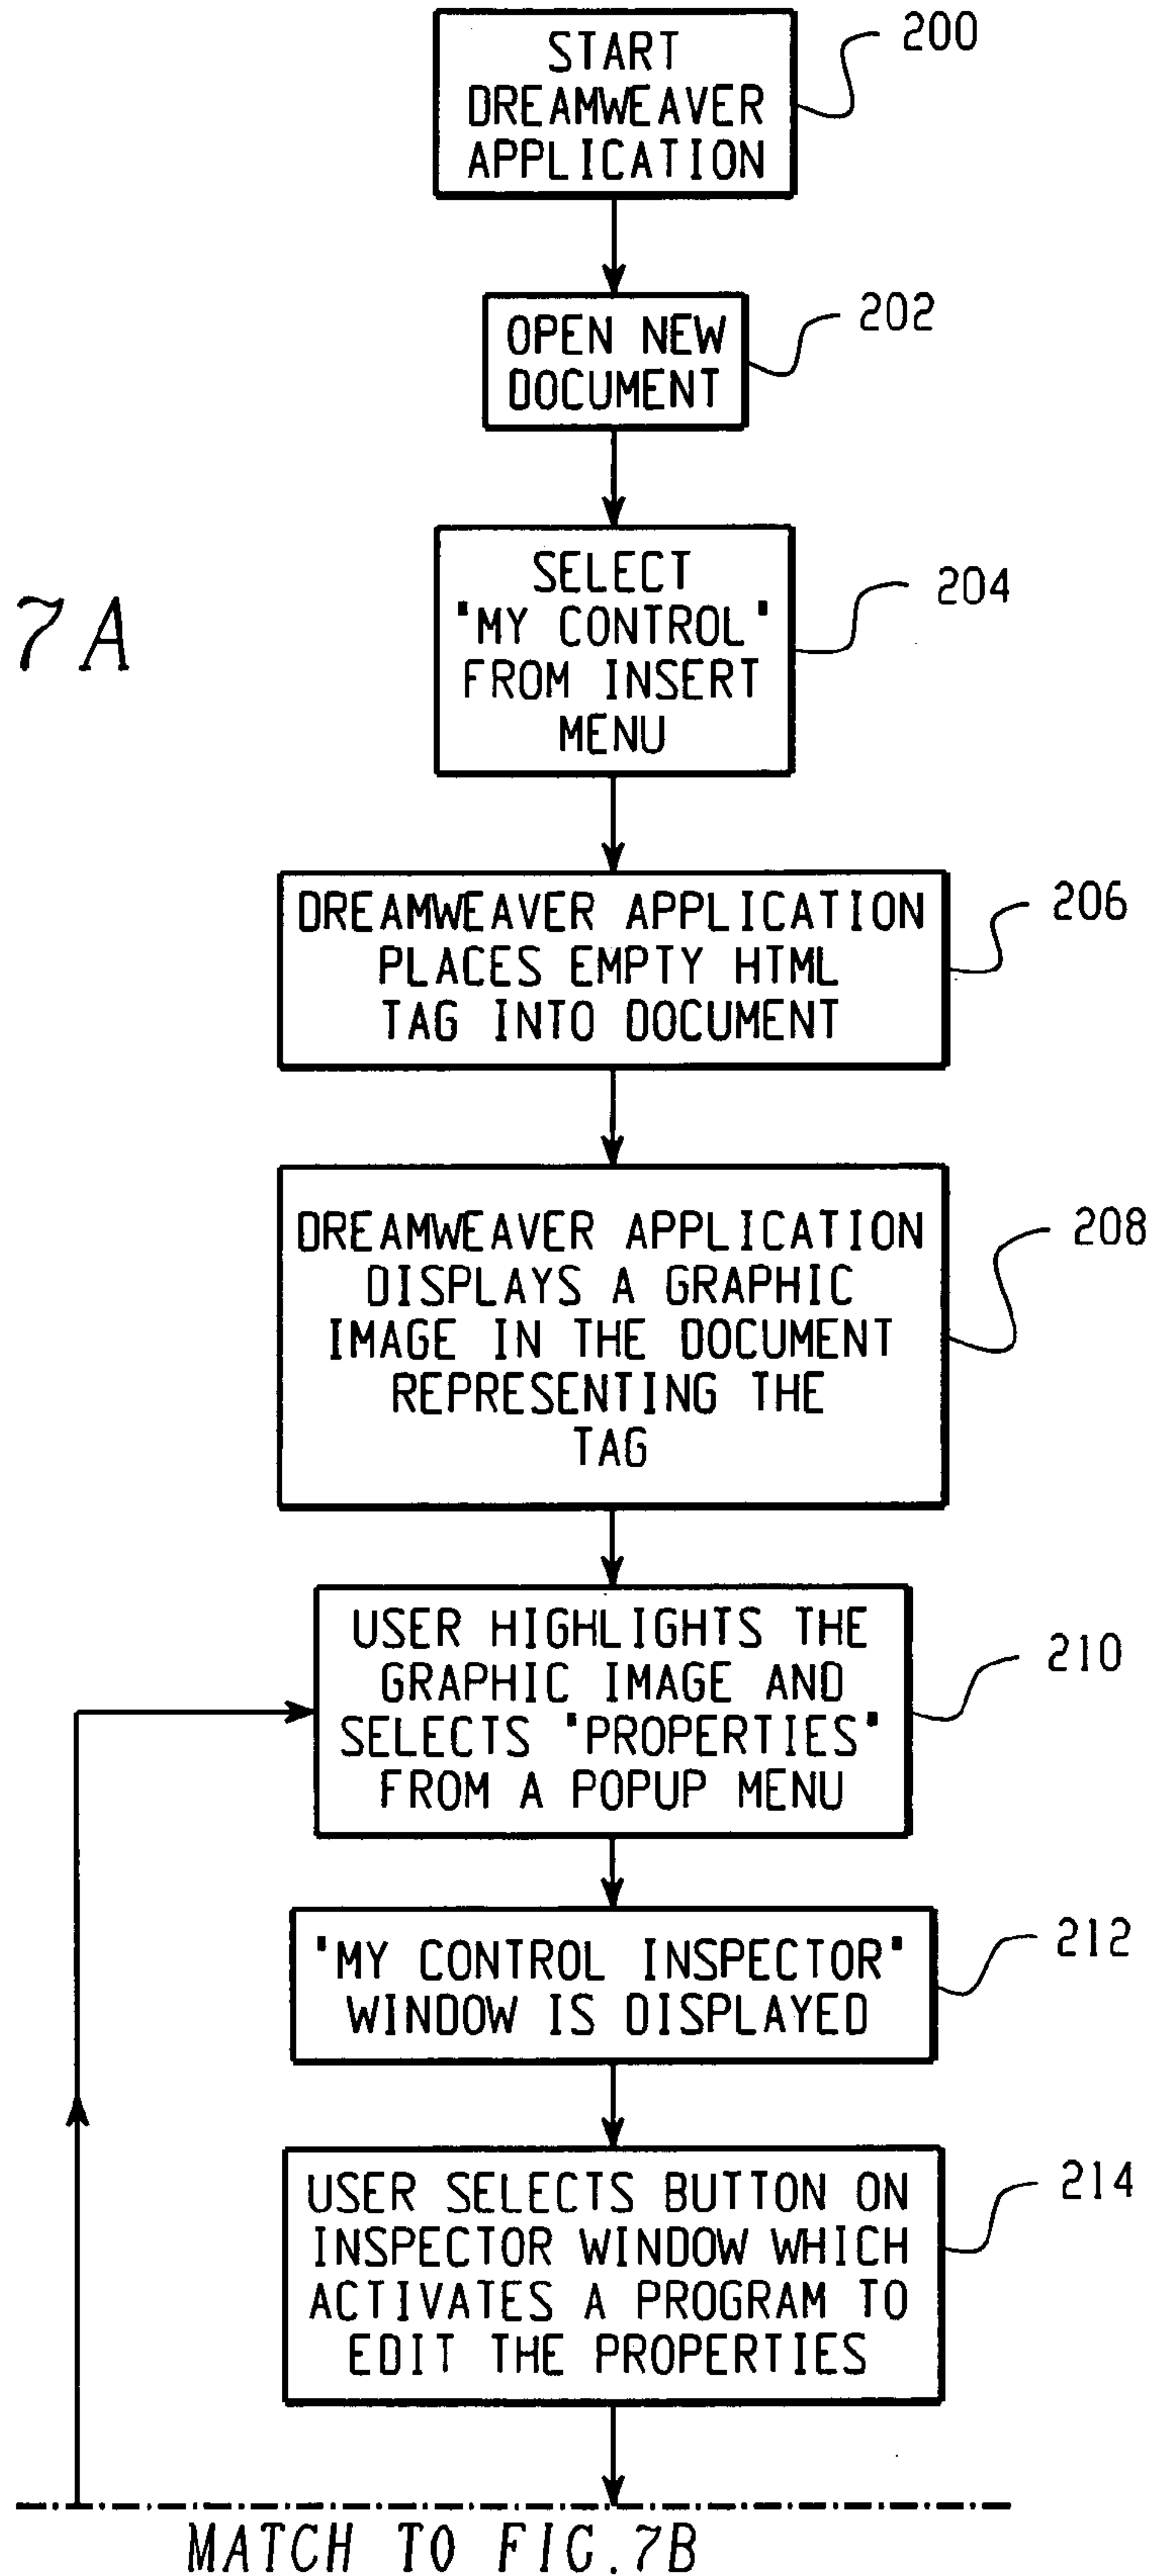 START
DREAMWEAVER
APPLICATION
200
OPEN NEW
DOCUMENT
202
7A
SELECT
"MY CONTROL"
FROM INSERT
MENU
204
DREAMWEAVER APPLICATION
PLACES EMPTY HTML
TAG INTO DOCUMENT
206
DREAMWEAVER APPLICATION
DISPLAYS A GRAPHIC
IMAGE IN THE DOCUMENT
REPRESENTING THE
TAG
208
USER HIGHLIGHTS THE
GRAPHIC IMAGE AND
SELECTS "PROPERTIES"
FROM A POPUP MENU
210
"MY CONTROL INSPECTOR"
WINDOW IS DISPLAYED
212
USER SELECTS BUTTON ON
INSPECTOR WINDOW WHICH
ACTIVATES A PROGRAM TO
EDIT THE PROPERTIES
214
MATCH TO FIG.7B